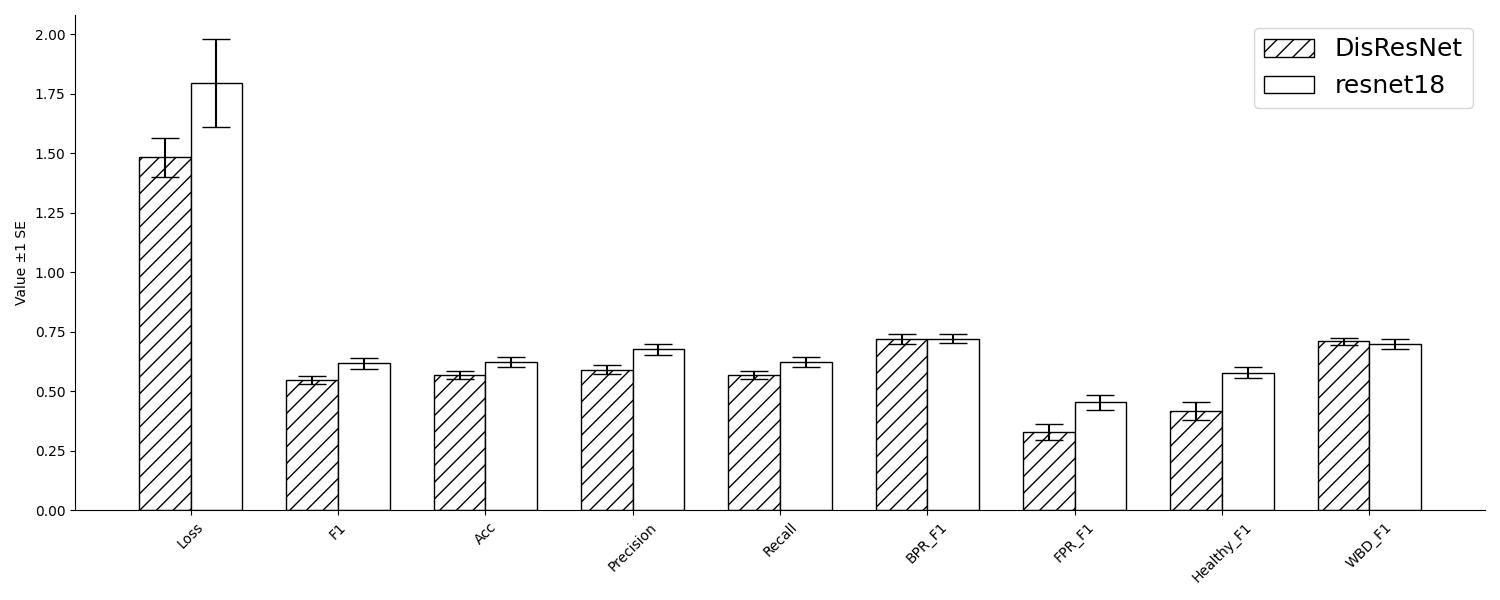 2.00
1.75
1.50
1.25
1.00
0.75
0.50
0.25
0.00
Value ±1 SE
DisResNet
resnet18
Loss
F1
Acc
Precision
Recall
BPR_F1
FPR_F1
Healthy_F1
WBD_F1